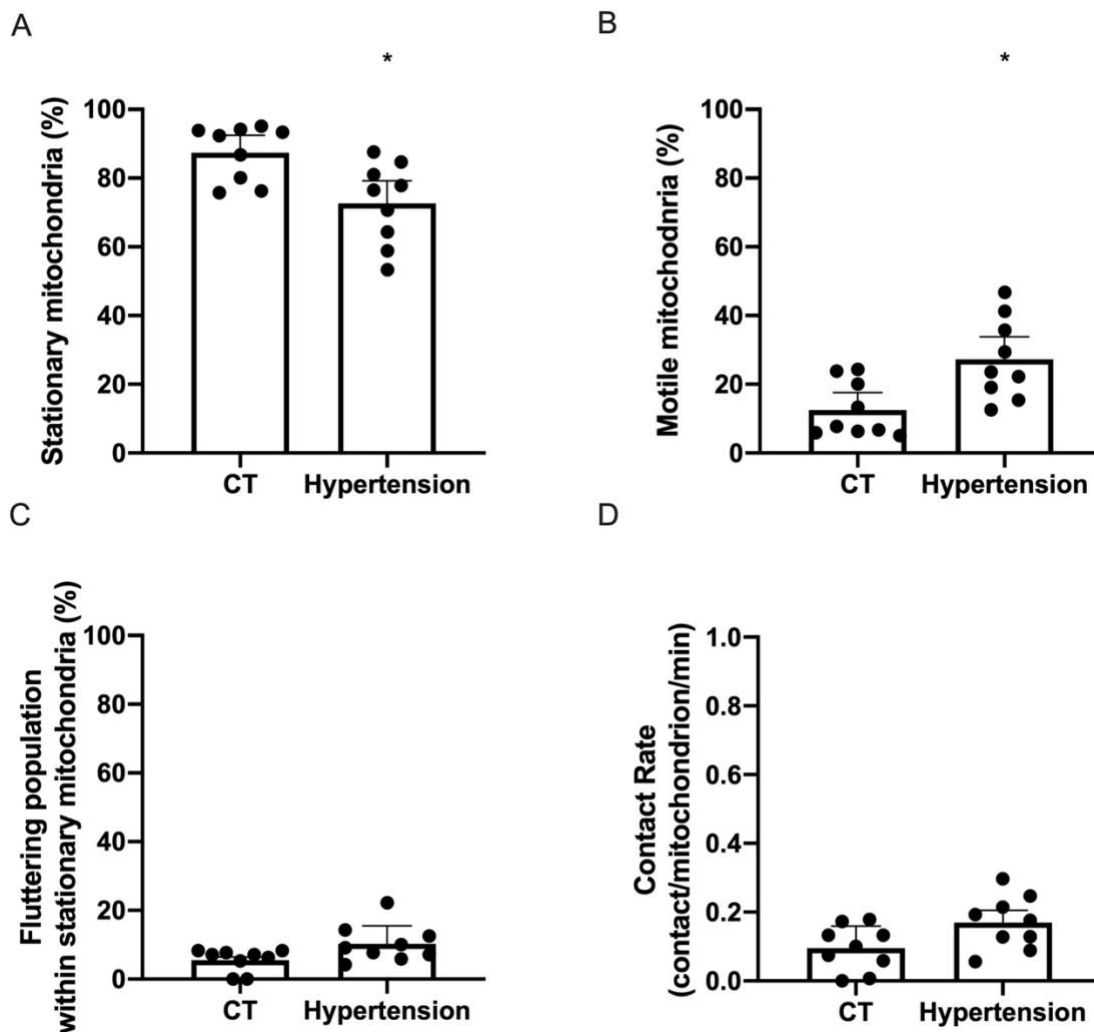 A
*
Stationary mitochondria (%)
100
80
60
40
20
0
CT Hypertension
B
*
Motile mitochodnria (%)
100
80
60
40
20
0
CT Hypertension
C
Fluttering population
within stationary mitochondria (%)
100
80
60
40
20
0
CT Hypertension
D
Contact Rate
(contact/mitochondrion/min)
1.0
0.8
0.6
0.4
0.2
0.0
CT Hypertension